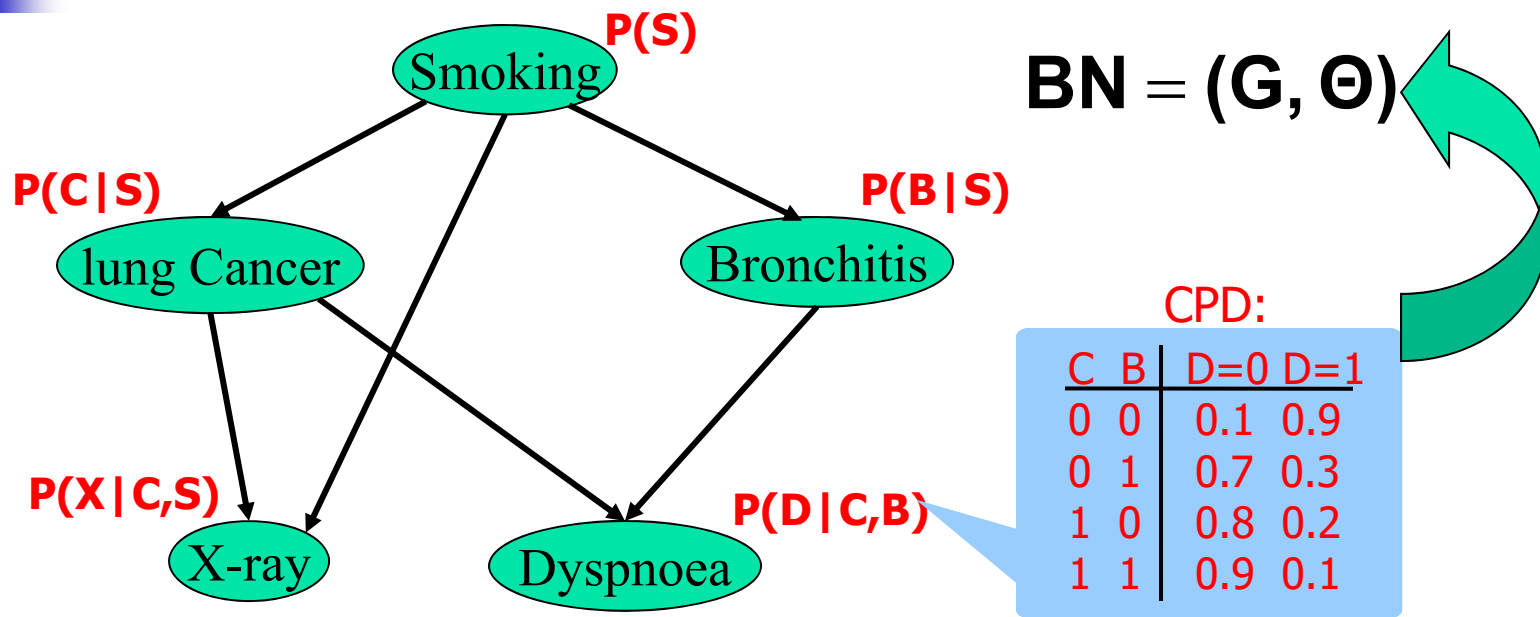 P(S)
Smoking
BN = (G, Θ)
P(C|S)
P(B|S)
lung Cancer
Bronchitis
CPD:
C B D=0 D=1
0 0 0.1 0.9
0 1 0.7 0.3
1 0 0.8 0.2
1 1 0.9 0.1
P(X|C,S)
P(D|C,B)
X-ray
Dyspnoea